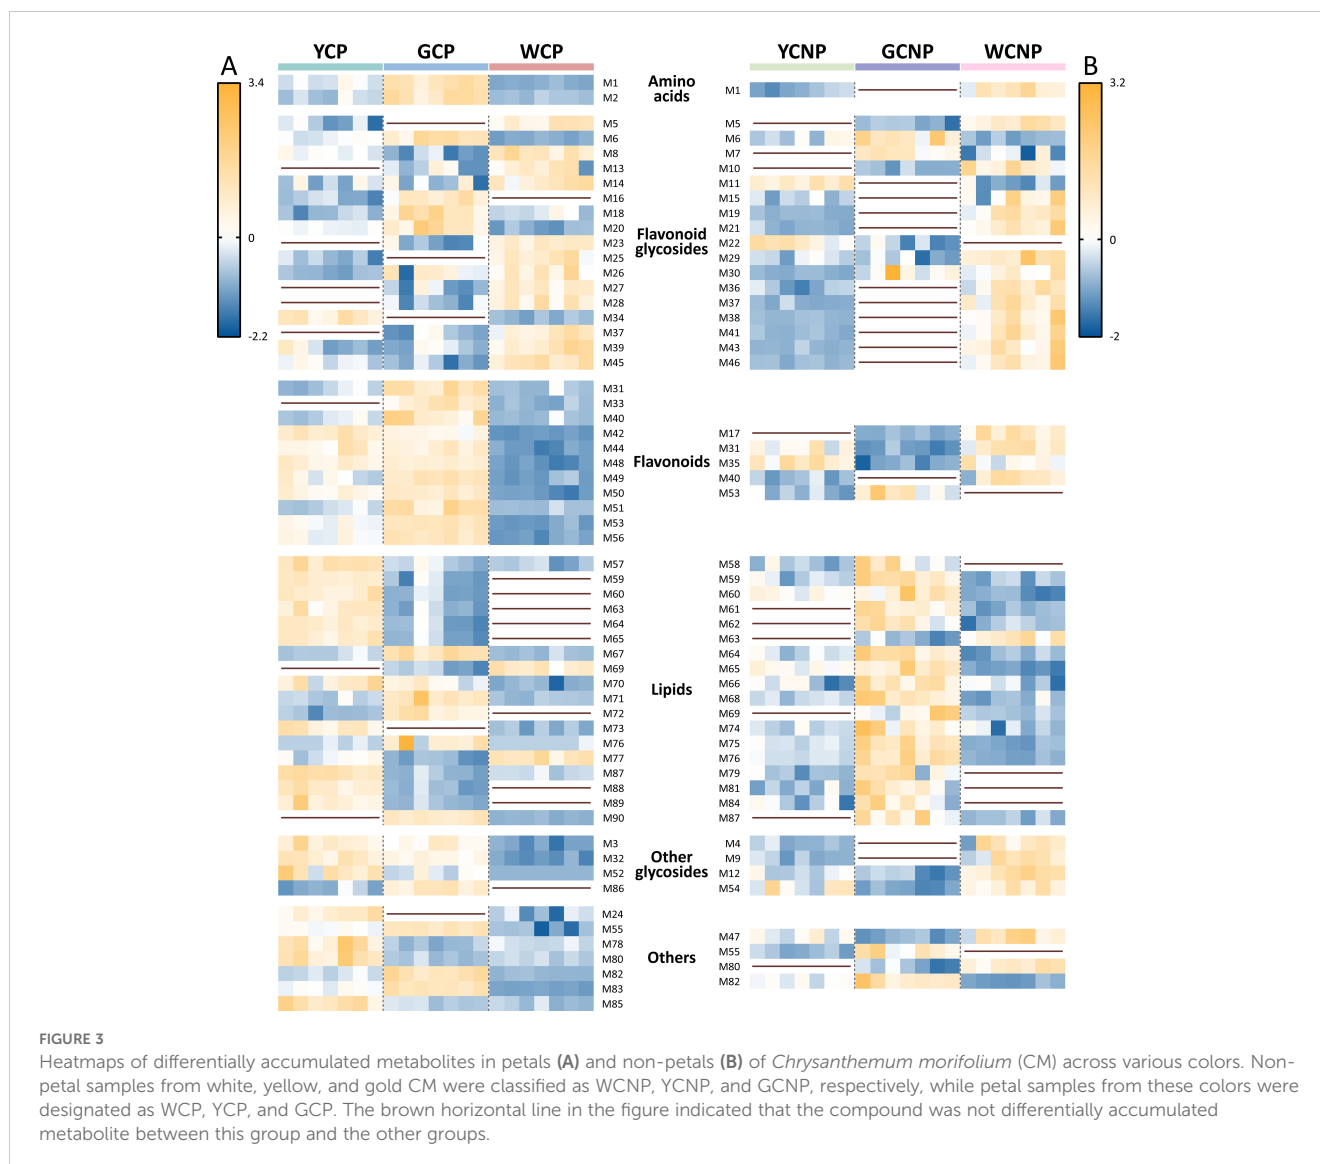 A
YCP
GCP
WCP
YCNP
GCNP
WCNP
B
3.4
0
-2.2
3.2
0
-2
Amino
acids
M1
M2
M1
Flavonoid
glycosides
M5
M6
M8
M13
M14
M16
M18
M20
M23
M25
M26
M27
M28
M34
M37
M39
M45
M5
M6
M7
M10
M11
M15
M19
M21
M22
M29
M30
M36
M37
M38
M41
M43
M46
Flavonoids
M31
M33
M40
M42
M44
M48
M49
M50
M51
M53
M56
M17
M31
M35
M40
M53
Lipids
M57
M59
M60
M63
M64
M65
M67
M69
M70
M71
M72
M73
M76
M77
M87
M88
M89
M90
M58
M59
M60
M61
M62
M63
M64
M65
M66
M68
M69
M74
M75
M76
M79
M81
M84
M87
Other
glycosides
M3
M32
M52
M86
M4
M9
M12
M54
Others
M24
M55
M78
M80
M82
M83
M85
M47
M55
M80
M82
FIGURE 3
Heatmaps of differentially accumulated metabolites in petals (A) and non-petals (B) of Chrysanthemum morifolium (CM) across various colors. Non-
petal samples from white, yellow, and gold CM were classified as WCNP, YCNP, and GCNP, respectively, while petal samples from these colors were
designated as WCP, YCP, and GCP. The brown horizontal line in the figure indicated that the compound was not differentially accumulated
metabolite between this group and the other groups.